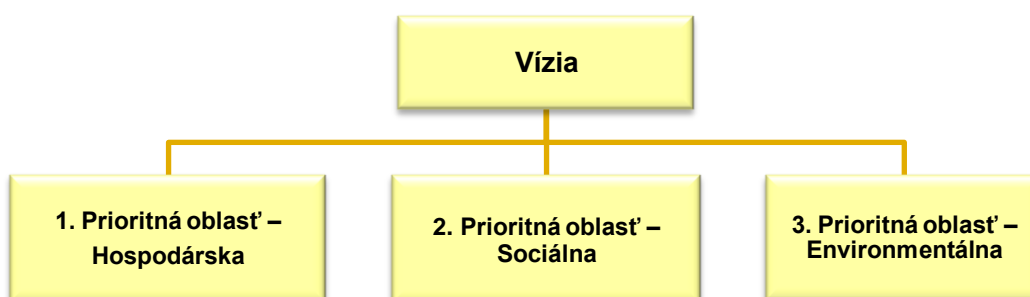 Vízia
1. Prioritná oblasť –
Hospodárska
2. Prioritná oblasť –
Sociálna
3. Prioritná oblasť –
Environmentálna